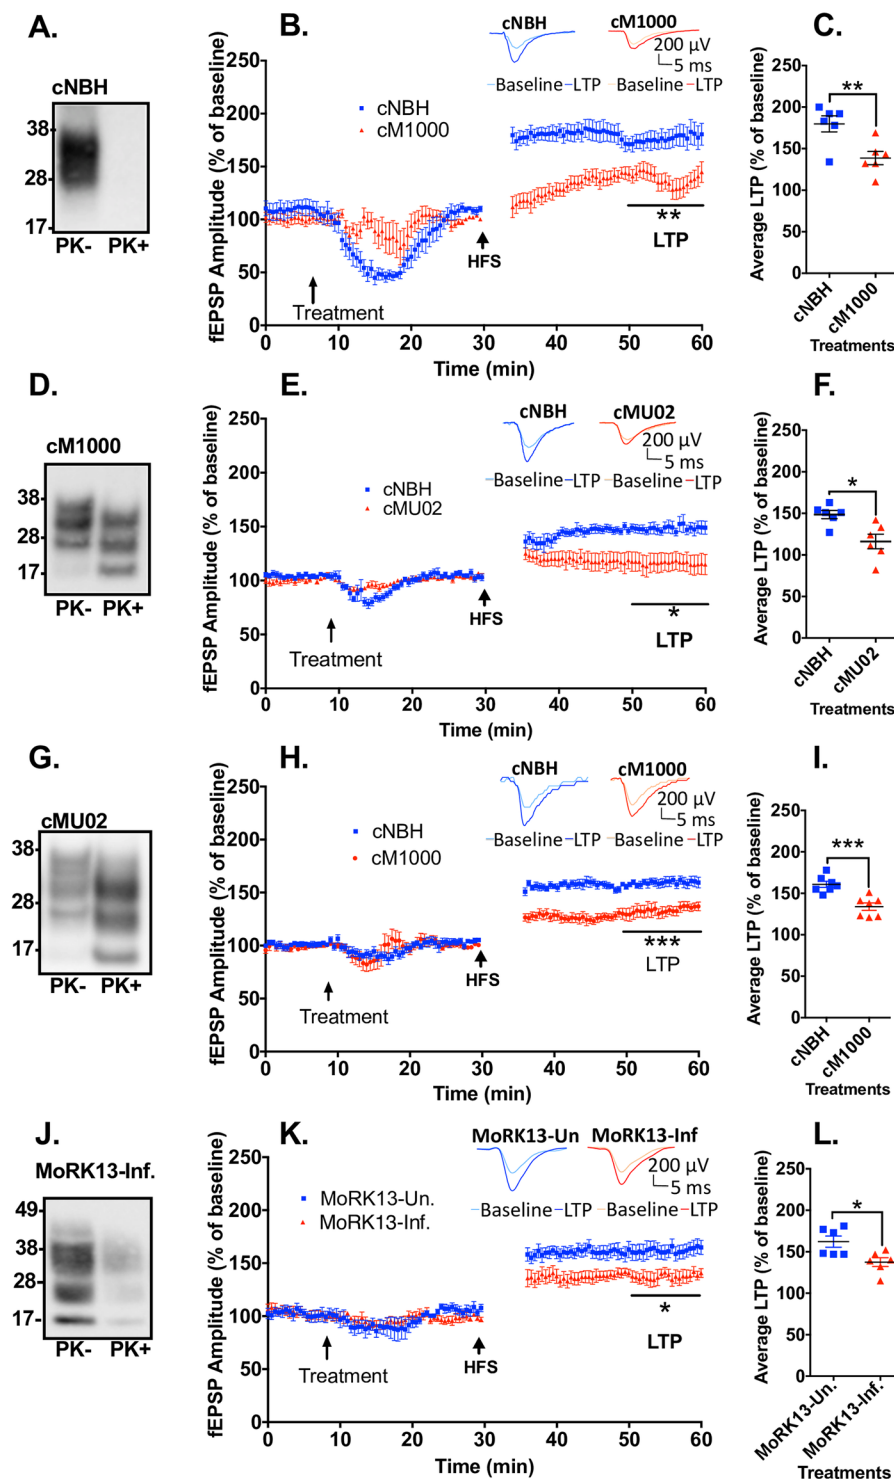 A.
cNBH
38
28
17
PK- PK+
B.
fEPSP Amplitude (% of baseline)
250
200
150
100
50
0
0 10 20 30 40 50 60
Time (min)
cNBH
cM1000
Treatment
HFS
cNBH cM1000
200 µV
5 ms
Baseline LTP Baseline LTP
**
LTP
C.
Average LTP (% of baseline)
250
200
150
100
50
0
**
cNBH
cM1000
Treatments
D.
cM1000
38
28
17
PK- PK+
E.
fEPSP Amplitude (% of baseline)
250
200
150
100
50
0
0 10 20 30 40 50 60
Time (min)
cNBH
cMU02
Treatment
HFS
cNBH cMU02
200 µV
5 ms
Baseline LTP Baseline LTP
*
LTP
F.
Average LTP (% of baseline)
250
200
150
100
50
0
*
cNBH
cMU02
Treatments
G.
cMU02
38
28
17
PK- PK+
H.
fEPSP Amplitude (% of baseline)
250
200
150
100
50
0
0 10 20 30 40 50 60
Time (min)
cNBH
cM1000
Treatment
HFS
cNBH cM1000
200 µV
5 ms
Baseline LTP Baseline LTP
***
LTP
I.
Average LTP (% of baseline)
250
200
150
100
50
0
***
cNBH
cM1000
Treatments
J.
MoRK13-Inf.
49
38
28
17
PK- PK+
K.
fEPSP Amplitude (% of baseline)
250
200
150
100
50
0
0 10 20 30 40 50 60
Time (min)
MoRK13-Un.
MoRK13-Inf.
Treatment
HFS
MoRK13-Un MoRK13-Inf
200 µV
5 ms
Baseline LTP Baseline LTP
*
LTP
L.
Average LTP (% of baseline)
250
200
150
100
50
0
*
MoRK13-Un.
MoRK13-Inf.
Treatments